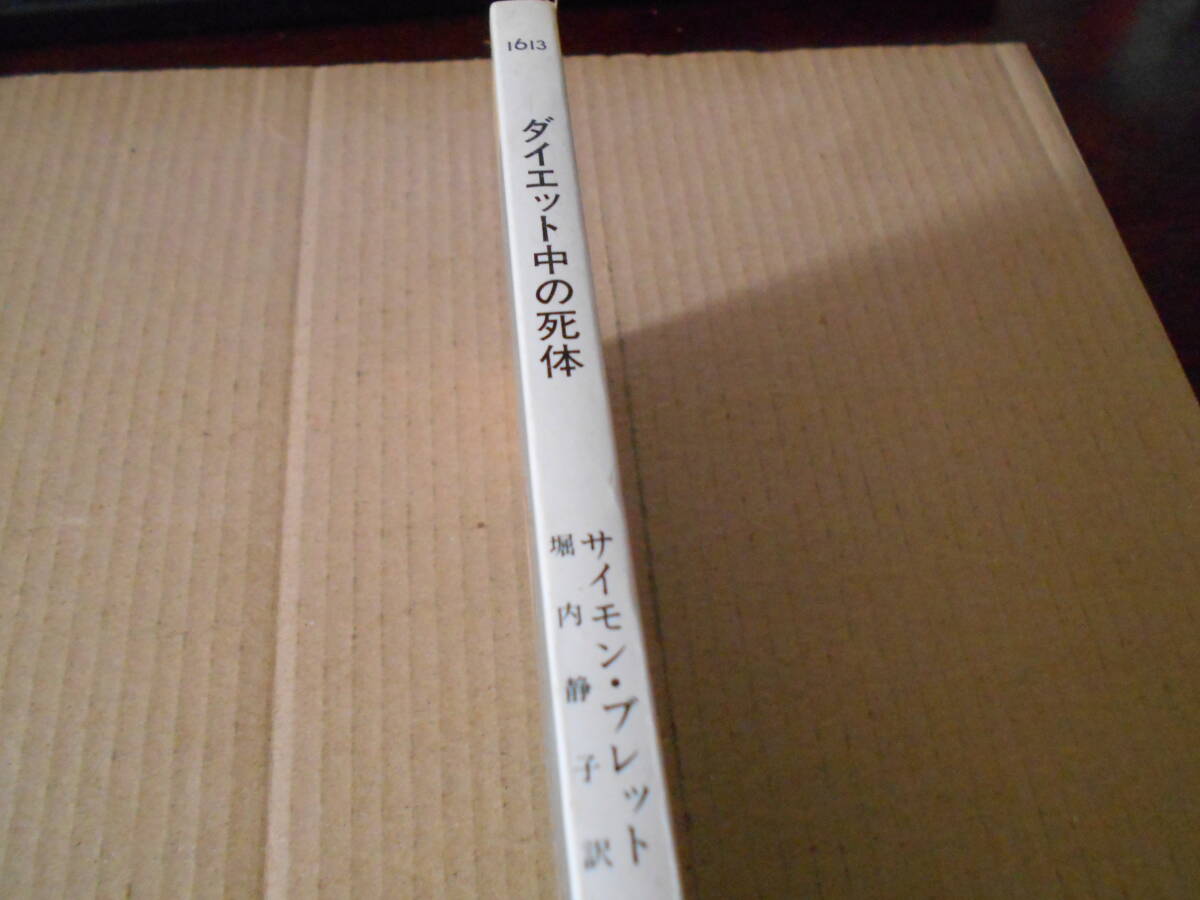 1613
ダイエット中の死体
サイモン・ブレット
堀内静子訳